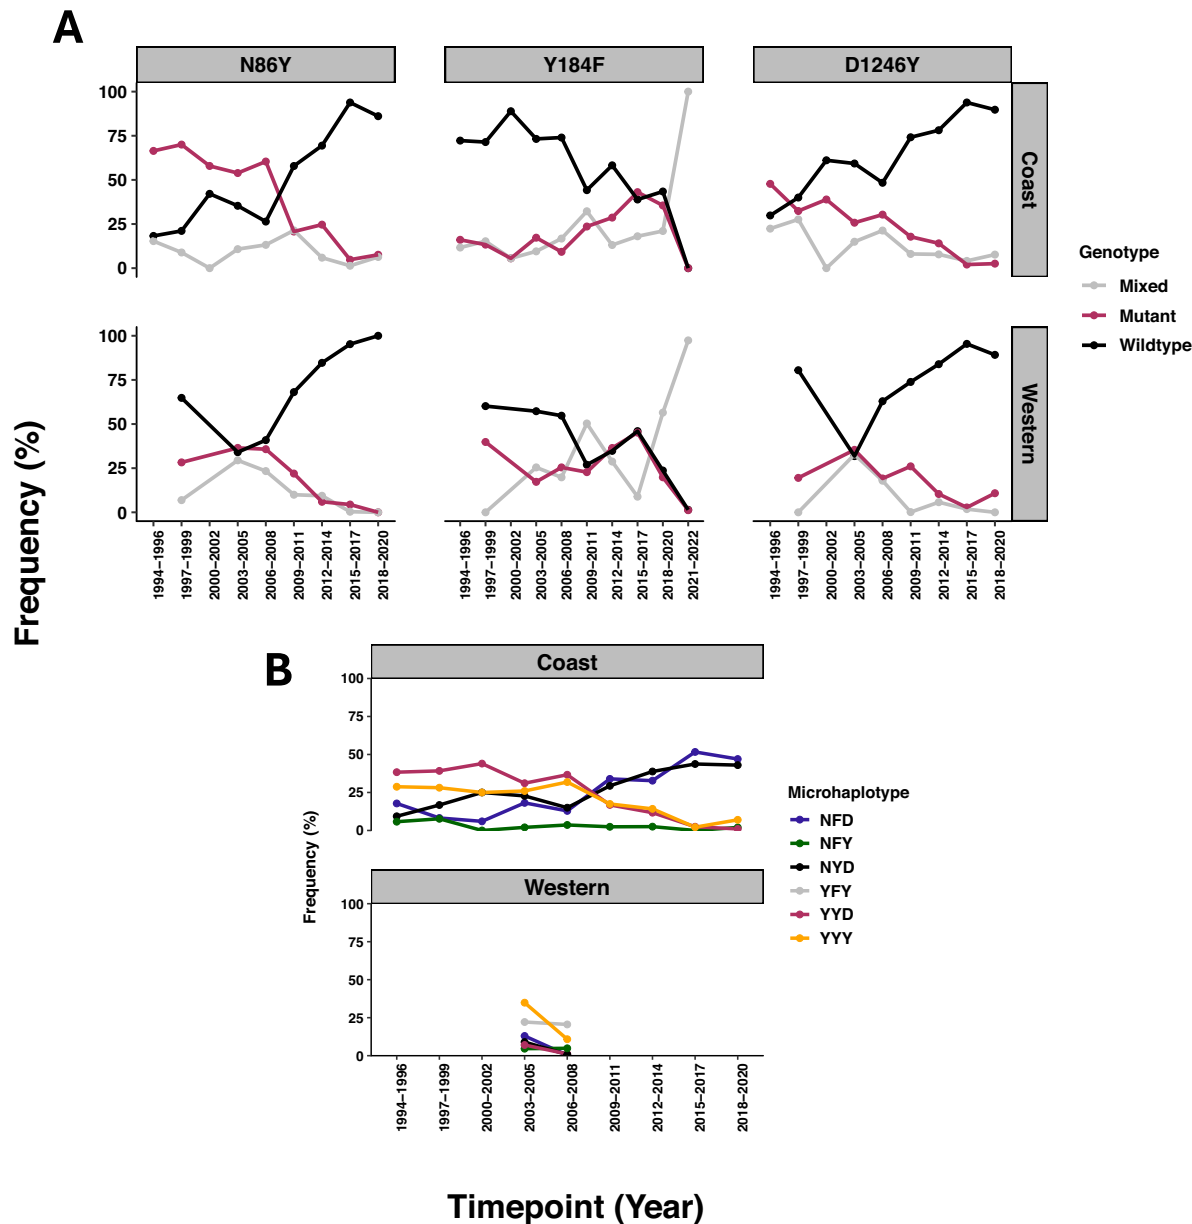 A
N86Y
Y184F
D1246Y
100
75
50
25
0
Coast
100
75
50
25
0
Western
Frequency (%)
1994–1996
1997–1999
2000–2002
2003–2005
2006–2008
2009–2011
2012–2014
2015–2017
2018–2020
1994–1996
1997–1999
2000–2002
2003–2005
2006–2008
2009–2011
2012–2014
2015–2017
2018–2020
2021–2022
1994–1996
1997–1999
2000–2002
2003–2005
2006–2008
2009–2011
2012–2014
2015–2017
2018–2020
Genotype
Mixed
Mutant
Wildtype
B
Coast
100
75
50
25
0
Western
100
75
50
25
0
Frequency (%)
1994–1996
1997–1999
2000–2002
2003–2005
2006–2008
2009–2011
2012–2014
2015–2017
2018–2020
Microhaplotype
NFD
NFY
NYD
YFY
YYD
YYY
Timepoint (Year)